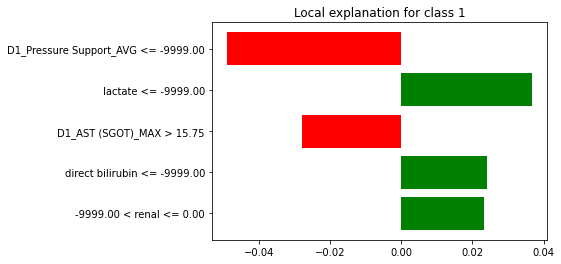 Local explanation for class 1
D1_Pressure Support_AVG <= -9999.00
lactate <= -9999.00
D1_AST (SGOT)_MAX > 15.75
direct bilirubin <= -9999.00
-9999.00 < renal <= 0.00
−0.04 −0.02 0.00 0.02 0.04